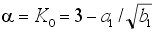 α = K₀ = 3 − a₁ / √b₁